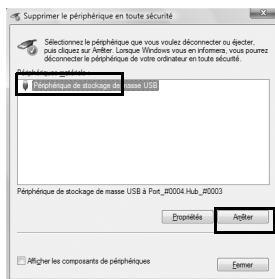 Supprimer le périphérique en toute sécurité
Sélectionnez le périphérique que vous voulez déconnecter ou éjecter,
puis cliquez sur Arrêter. Lorsque Windows vous en informera, vous pourrez
déconnecter le périphérique de votre ordinateur en toute sécurité.
Périphériques matériels :
Périphérique de stockage de masse USB
Périphérique de stockage de masse USB à Port_#0004.Hub_#0003
Propriétés
Arrêter
Afficher les composants de périphériques
Fermer